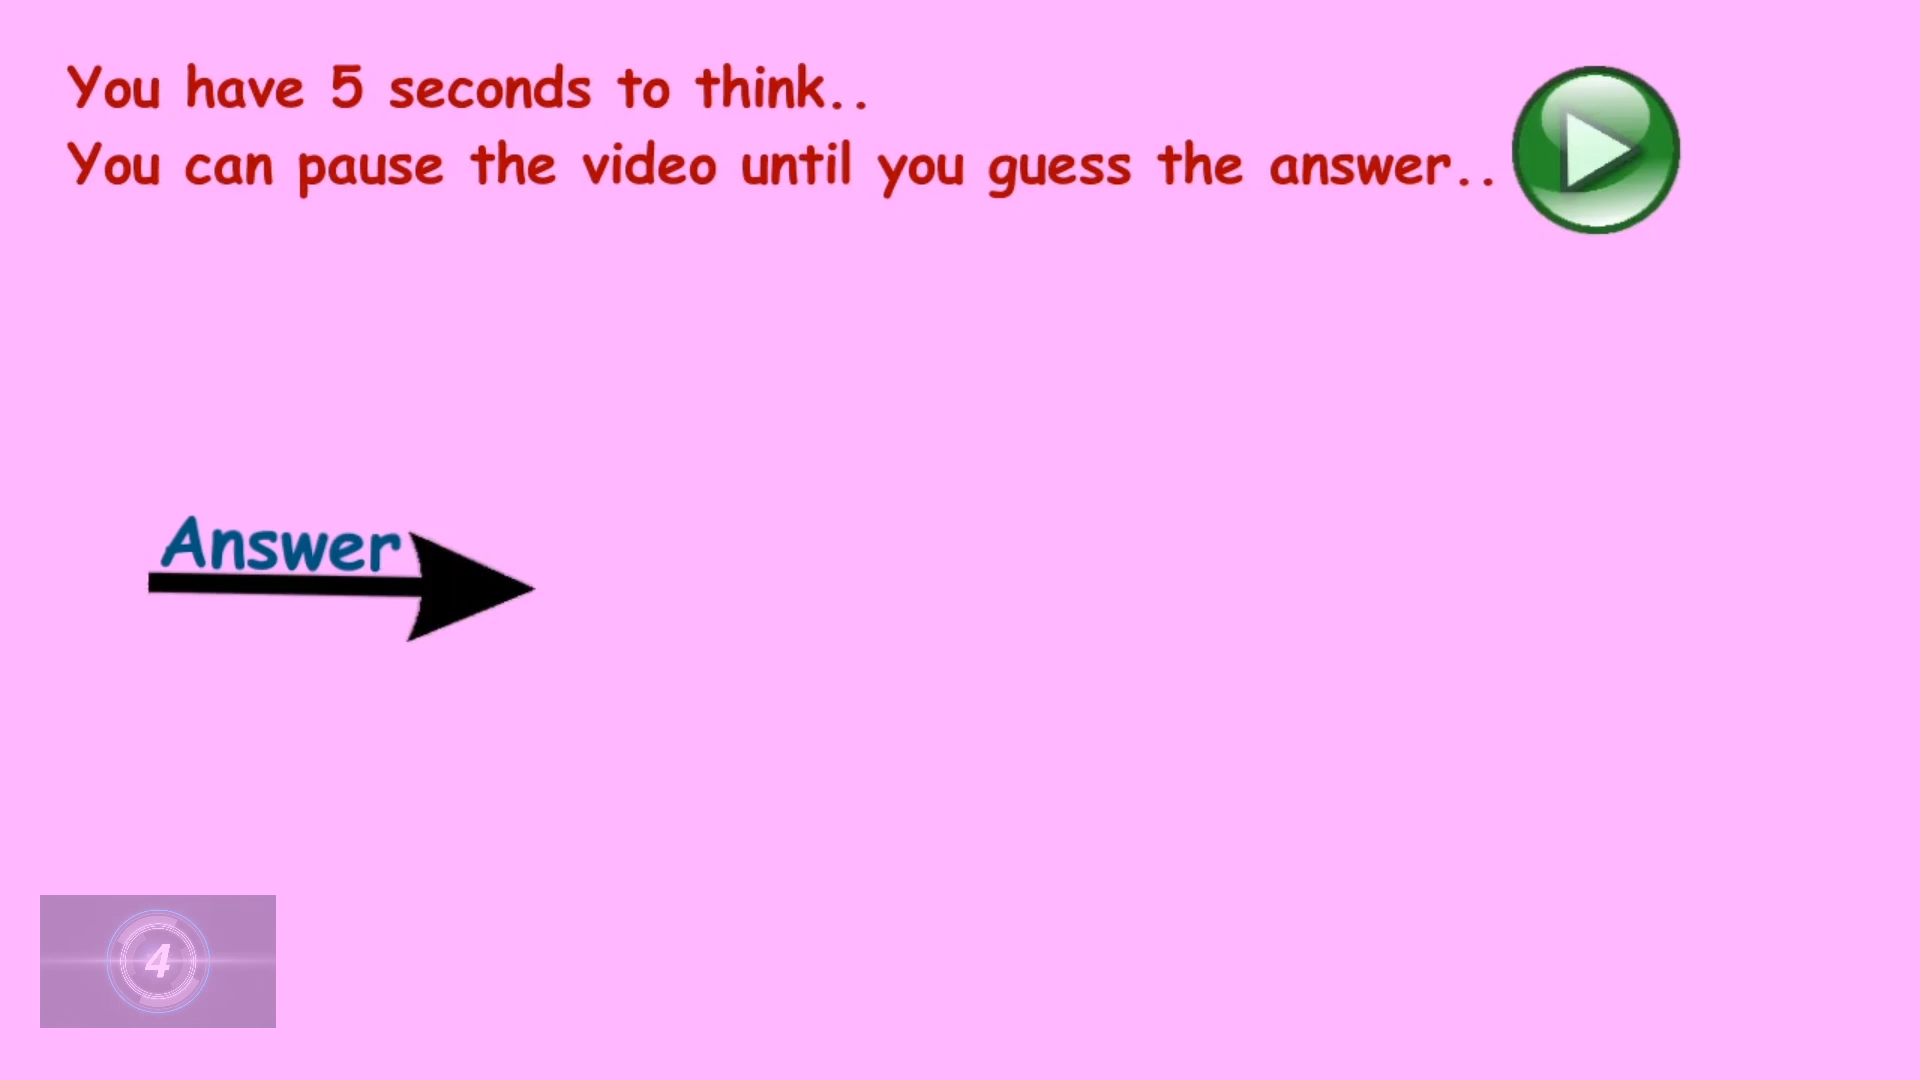 You have 5 seconds to think..
You can pause the video until you guess the answer..
Answer
4